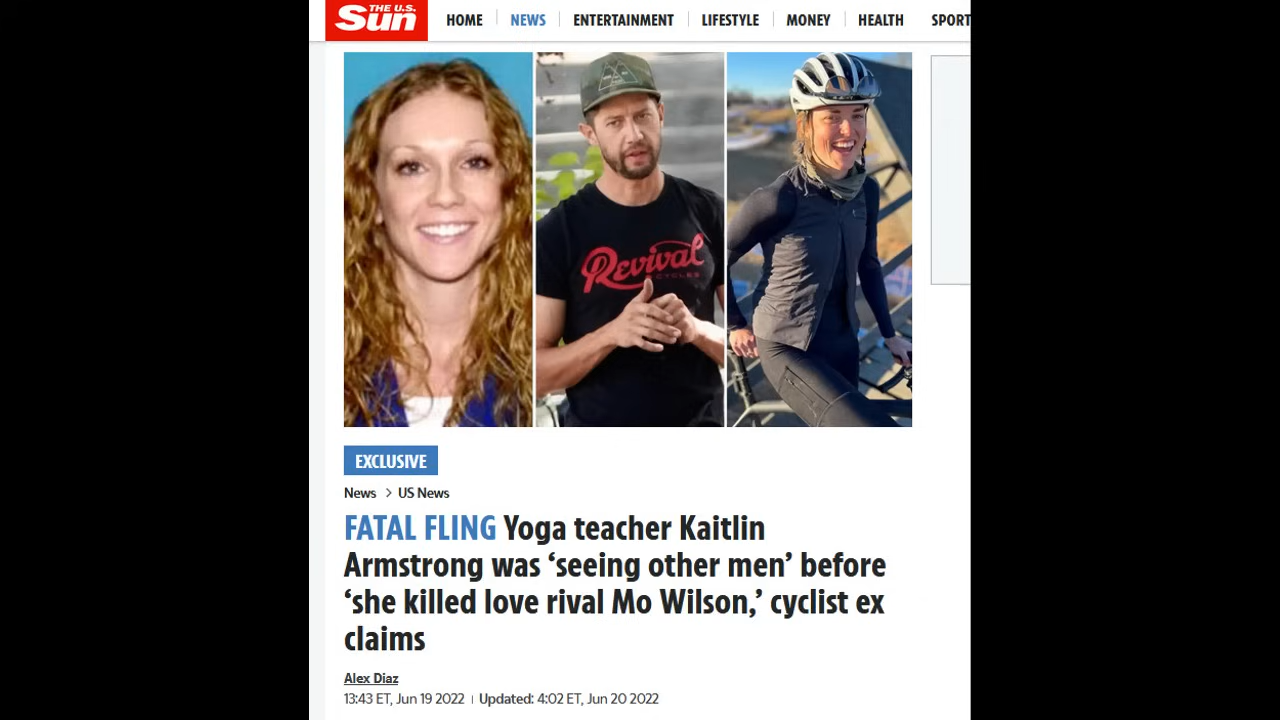 THE U.S.
Sun
HOME NEWS ENTERTAINMENT LIFESTYLE MONEY HEALTH SPORT
Revival
CYCLES
EXCLUSIVE
News > US News
FATAL FLING Yoga teacher Kaitlin
Armstrong was ‘seeing other men’ before
‘she killed love rival Mo Wilson,’ cyclist ex
claims
Alex Diaz
13:43 ET, Jun 19 2022 | Updated: 4:02 ET, Jun 20 2022